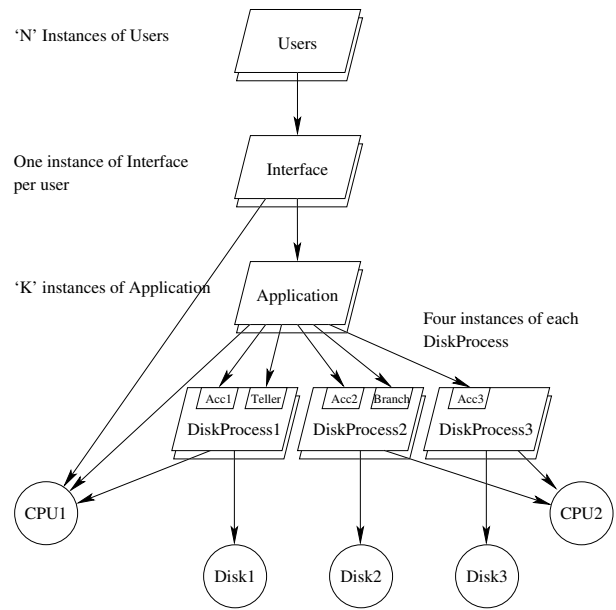 ‘N’ Instances of Users
Users
One instance of Interface
per user
Interface
‘K’ instances of Application
Application
Four instances of each
DiskProcess
Acc1
Teller
Acc2
Branch
Acc3
DiskProcess1
DiskProcess2
DiskProcess3
CPU1
CPU2
Disk1
Disk2
Disk3